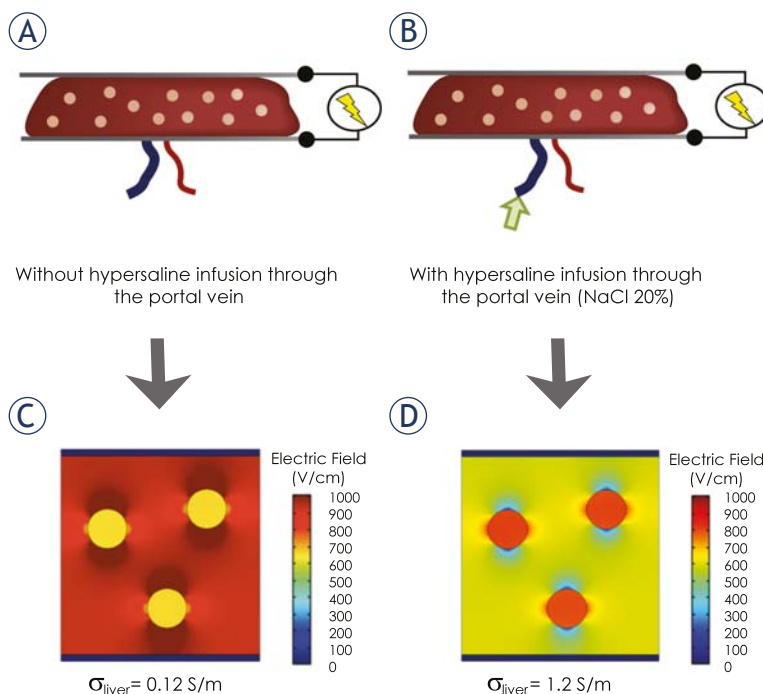 A
B
Without hypersaline infusion through
the portal vein
With hypersaline infusion through
the portal vein (NaCl 20%)
C
D
Electric Field
(V/cm)
1000
900
800
700
600
500
400
300
200
100
0
σliver= 0.12 S/m
Electric Field
(V/cm)
1000
900
800
700
600
500
400
300
200
100
0
σliver= 1.2 S/m